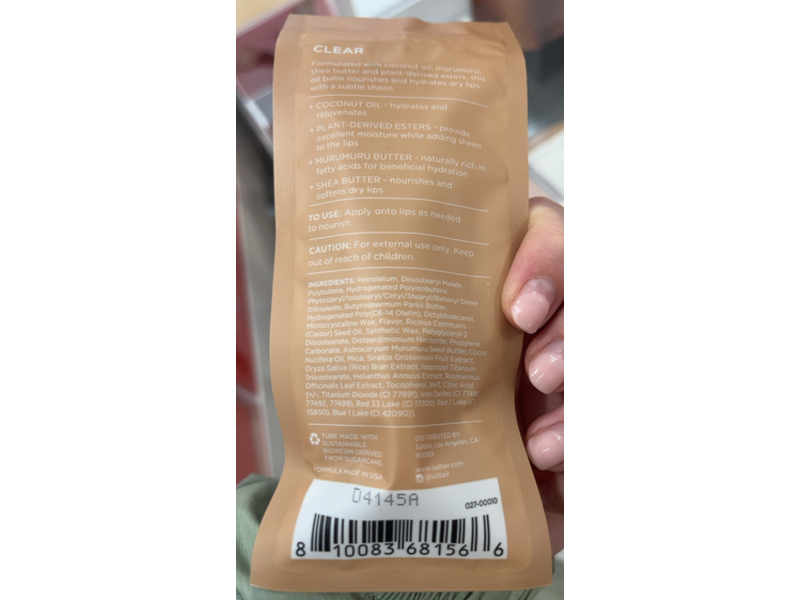 CLEAR
Formulated with coconut oil, murumuru,
shea butter and plant-derived esters, this
oil balm nourishes and hydrates dry lips
with a subtle sheen.
• COCONUT OIL - hydrates and
rejuvenates
• PLANT-DERIVED ESTERS - provide
excellent moisture while adding sheen
to the lips
• MURUMURU BUTTER - naturally rich in
fatty acids for beneficial hydration
• SHEA BUTTER - nourishes and
softens dry lips
TO USE: Apply onto lips as needed
to nourish.
CAUTION: For external use only. Keep
out of reach of children.
INGREDIENTS: Petrolatum, Diisostearyl Malate,
Polybutene, Hydrogenated Polyisobutene,
Phytosteryl/Isostearyl/Cetyl/Stearyl/Behenyl Dimer
Dilinoleate, Butyrospermum Parkii Butter,
Hydrogenated Poly(C6-14 Olefin), Octyldodecanol,
Microcrystalline Wax, Flavor, Ricinus Communis
(Castor) Seed Oil, Synthetic Wax, Polyglyceryl-2
Diisostearate, Disteardimonium Hectorite, Propylene
Carbonate, Astrocaryum Murumuru Seed Butter, Cocos
Nucifera Oil, Mica, Siraitia Grosvenorii Fruit Extract,
Oryza Sativa (Rice) Bran Extract, Isopropyl Titanium
Triisostearate, Helianthus Annuus Extract, Rosmarinus
Officinalis Leaf Extract, Tocopherol, BHT, Citric Acid
[+/-: Titanium Dioxide (CI 77891), Iron Oxides (CI 77491,
77492, 77499), Red 33 Lake (CI 17200), Red 7 Lake (CI
15850), Blue 1 Lake (CI 42090)]
TUBE MADE WITH
SUSTAINABLE
BIORESIN DERIVED
FROM SUGARCANE.
FORMULA MADE IN USA.
DISTRIBUTED BY:
Saltair, Los Angeles, CA
90069
www.saltair.com
@saltair
D4145A
027-00010
8 10083 68156 6